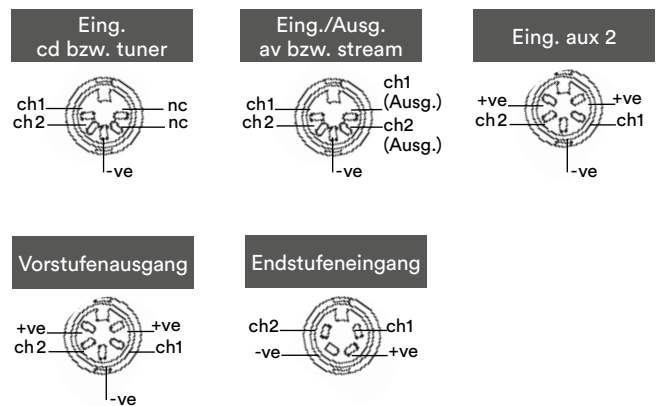 Eing.
cd bzw. tuner
ch1
nc
ch2
nc
-ve
Eing./Ausg.
av bzw. stream
ch1
ch1
(Ausg.)
ch2
ch2
(Ausg.)
-ve
Eing. aux 2
+ve
+ve
ch2
ch1
-ve
Vorstufenausgang
+ve
+ve
ch2
ch1
-ve
Endstufeneingang
ch2
ch1
-ve
+ve